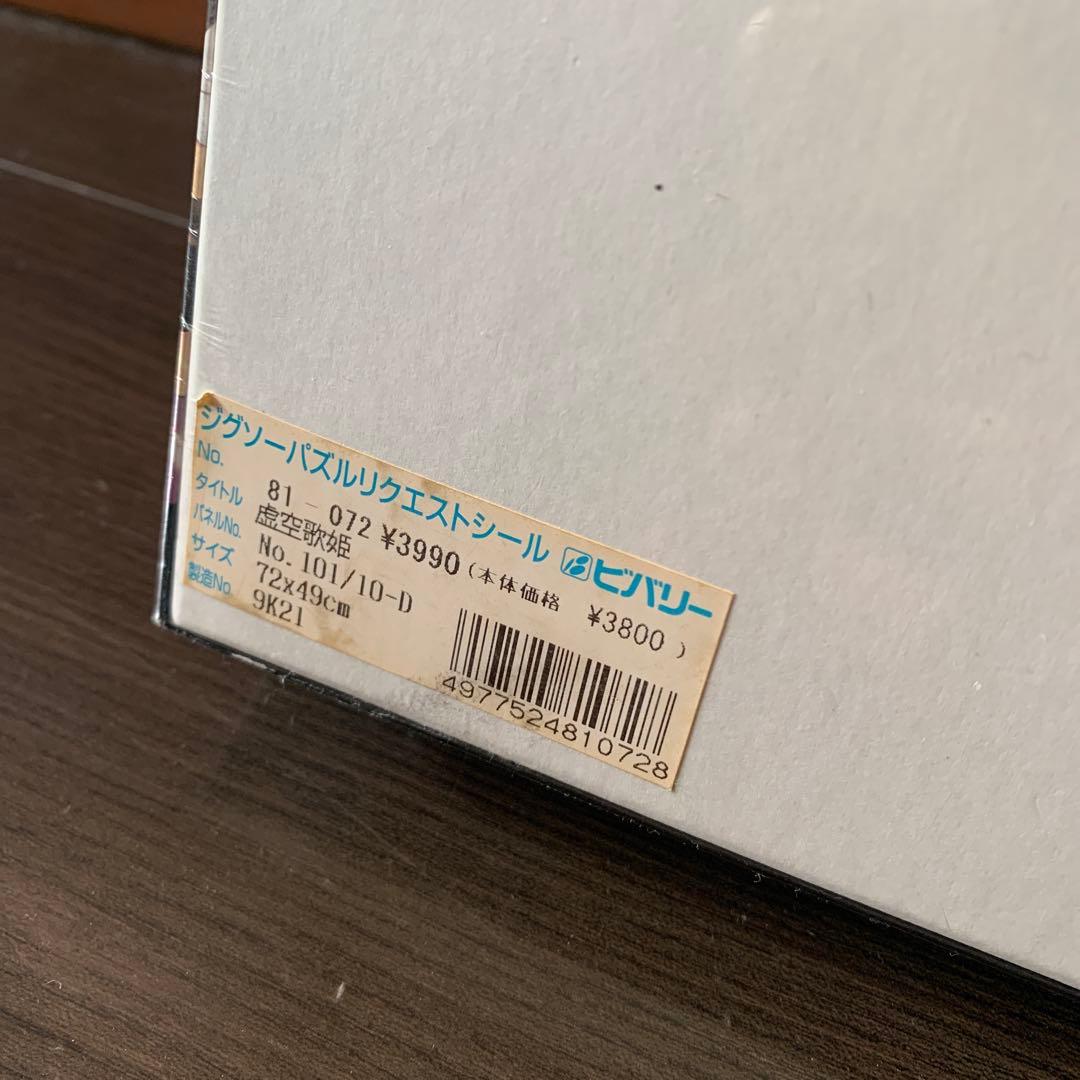 ジグソーパズルリクエストシール ビバリー
No. 81-072 ¥3990 (本体価格 ¥3800)
タイトル 虚空歌姫
パネルNo. No.101/10-D
サイズ 72x49cm
製造No. 9K21
4977524810728